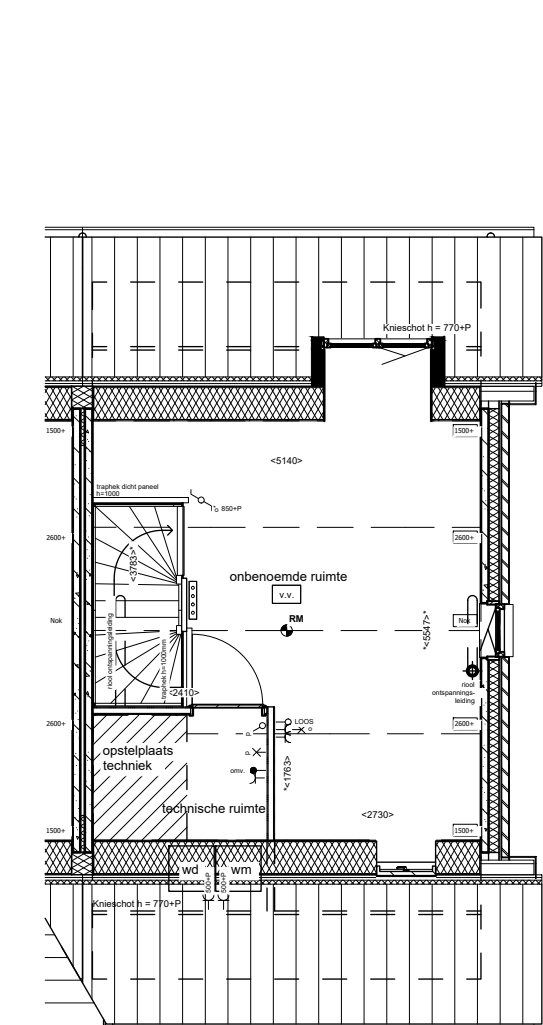 Knieschot h = 770+P
1500+
1500+
<5140>
traphek dicht paneel
h=1000
850+P
2600+
2600+
<3783>*
onbenoemde ruimte
v.v.
RM
Nok
Nok
*<5547>*
riool ontspanningsleiding
traphek h=1000mm
<2410>
riool
ontspannings-
leiding
2600+
2600+
LOOS
opstelplaats
techniek
omv.
*<1763>
technische ruimte
<2730>
1500+
1500+
wd
wm
500+P
500+P
Knieschot h = 770+P